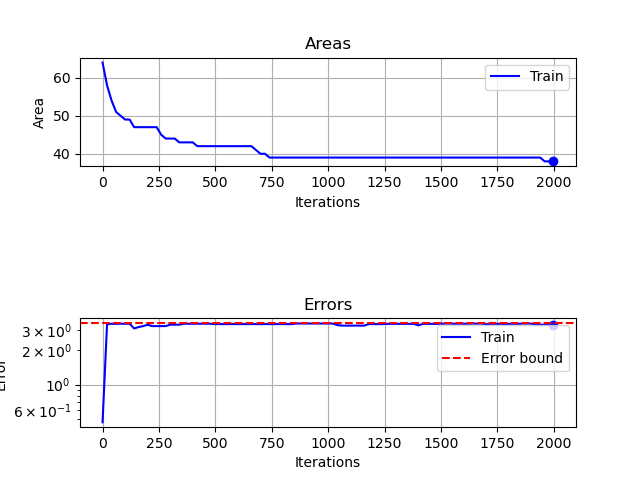 Areas
60
50
40
Area
Train
0 250 500 750 1000 1250 1500 1750 2000
Iterations
Errors
3 × 10⁰
2 × 10⁰
10⁰
6 × 10⁻¹
Error
Train
Error bound
0 250 500 750 1000 1250 1500 1750 2000
Iterations